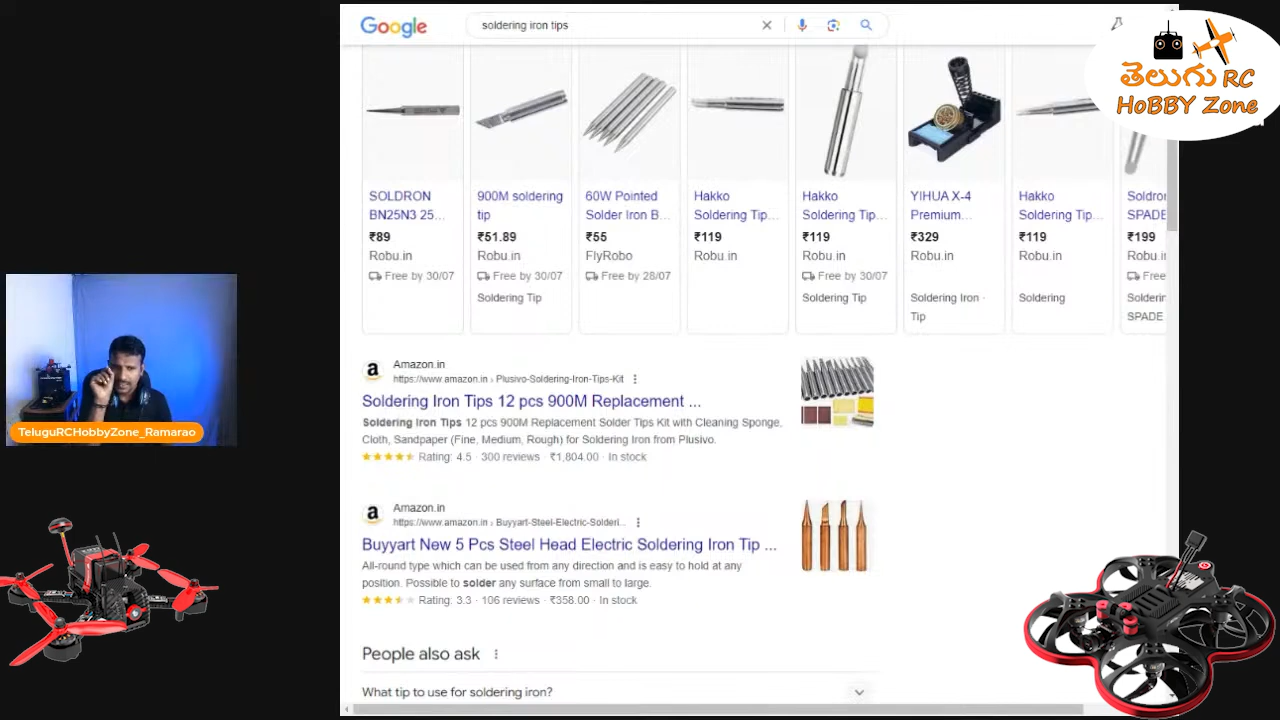 Google
soldering iron tips
తెలుగు RC
HoBBY Zone
SOLDRON
BN25N3 25...
₹89
Robu.in
Free by 30/07
900M soldering
tip
₹51.89
Robu.in
Free by 30/07
Soldering Tip
60W Pointed
Solder Iron B...
₹55
FlyRobo
Free by 28/07
Hakko
Soldering Tip...
₹119
Robu.in
Hakko
Soldering Tip...
₹119
Robu.in
Free by 30/07
Soldering Tip
YIHUA X-4
Premium...
₹329
Robu.in
Soldering Iron ·
Tip
Hakko
Soldering Tip...
₹119
Robu.in
Soldering
Soldron
SPADE
₹199
Robu.in
Free
Solderin
SPADE
Amazon.in
https://www.amazon.in › Plusivo-Soldering-Iron-Tips-Kit
Soldering Iron Tips 12 pcs 900M Replacement ...
Soldering Iron Tips 12 pcs 900M Replacement Solder Tips Kit with Cleaning Sponge,
Cloth, Sandpaper (Fine, Medium, Rough) for Soldering Iron from Plusivo.
Rating: 4.5 · 300 reviews · ₹1,804.00 · In stock
TeluguRCHobbyZone_Ramarao
Amazon.in
https://www.amazon.in › Buyyart-Steel-Electric-Solderi...
Buyyart New 5 Pcs Steel Head Electric Soldering Iron Tip ...
All-round type which can be used from any direction and is easy to hold at any
position. Possible to solder any surface from small to large.
Rating: 3.3 · 106 reviews · ₹358.00 · In stock
People also ask
What tip to use for soldering iron?